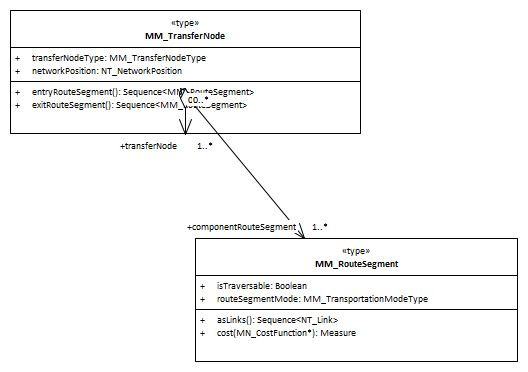 «type»
MM_TransferNode
+ transferNodeType: MM_TransferNodeType
+ networkPosition: NT_NetworkPosition
+ entryRouteSegment(): Sequence<MM_RouteSegment>
+ exitRouteSegment(): Sequence<MM_RouteSegment>
+transferNode 1..*
+componentRouteSegment 1..*
«type»
MM_RouteSegment
+ isTraversable: Boolean
+ routeSegmentMode: MM_TransportationModeType
+ asLinks(): Sequence<NT_Link>
+ cost(MN_CostFunction*): Measure